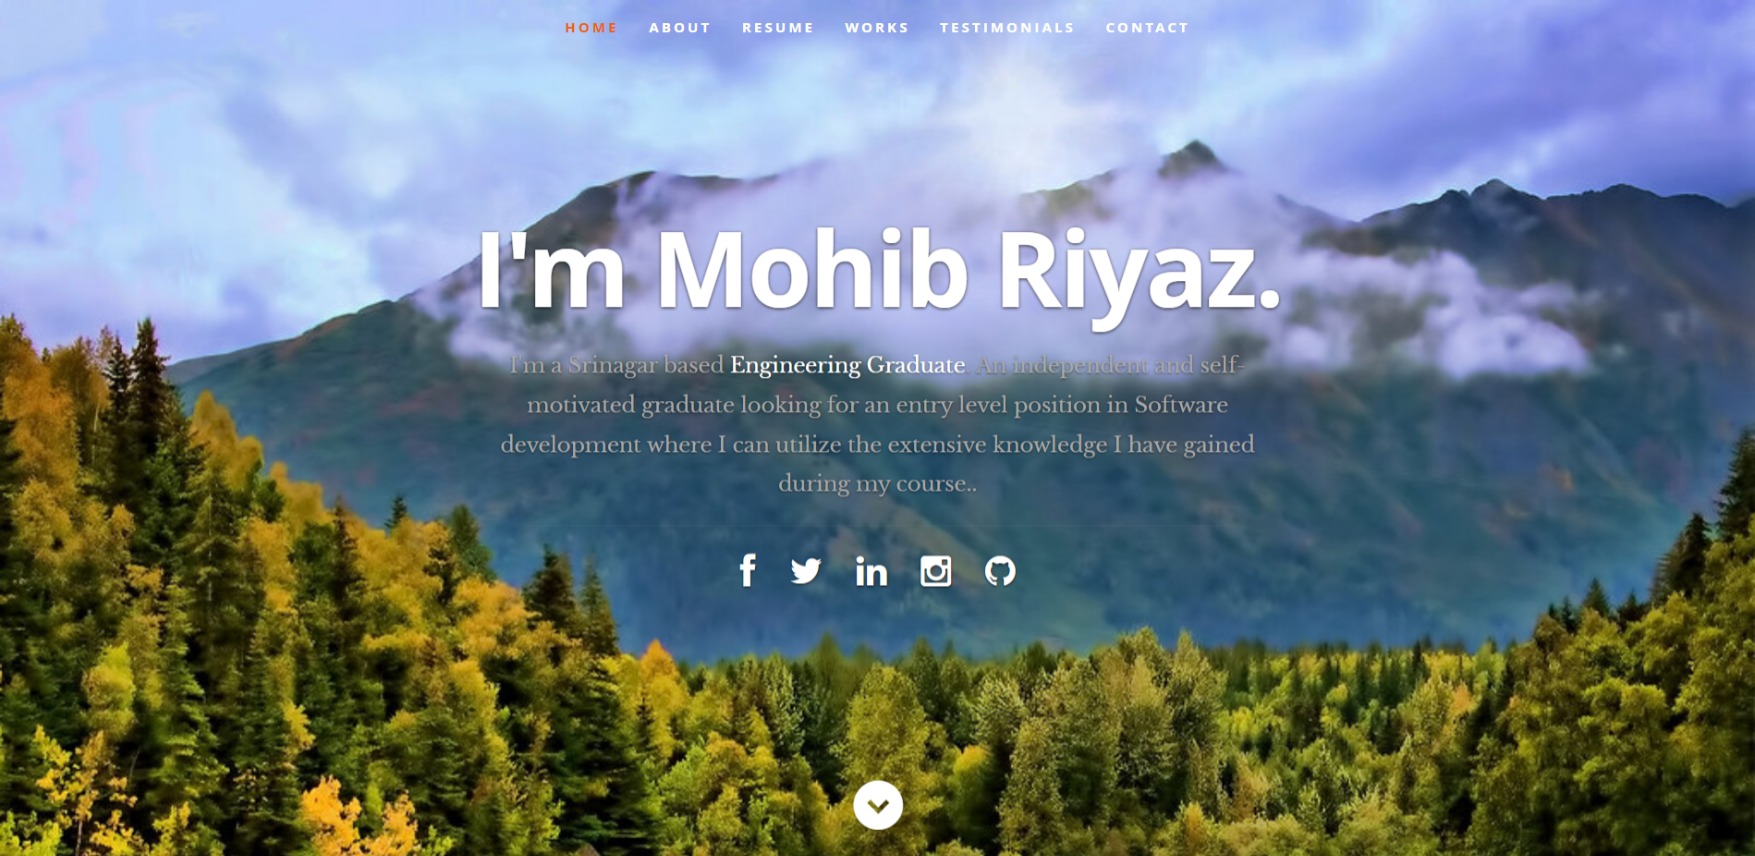 HOME ABOUT RESUME WORKS TESTIMONIALS CONTACT
I'm Mohib Riyaz.
I'm a Srinagar based Engineering Graduate. An independent and self-
motivated graduate looking for an entry level position in Software
development where I can utilize the extensive knowledge I have gained
during my course..